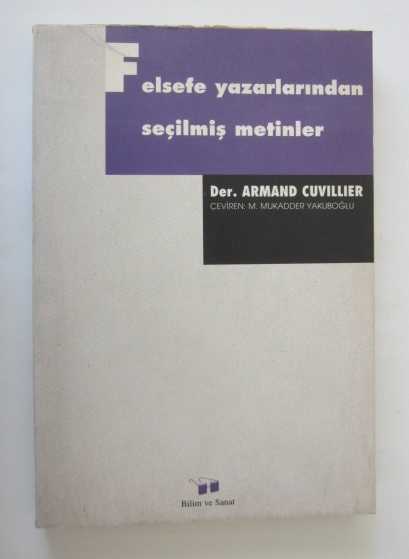 Felsefe yazarlarından
seçilmiş metinler
Der. ARMAND CUVILLIER
ÇEVİREN: M. MUKADDER YAKUBOĞLU
Bilim ve Sanat